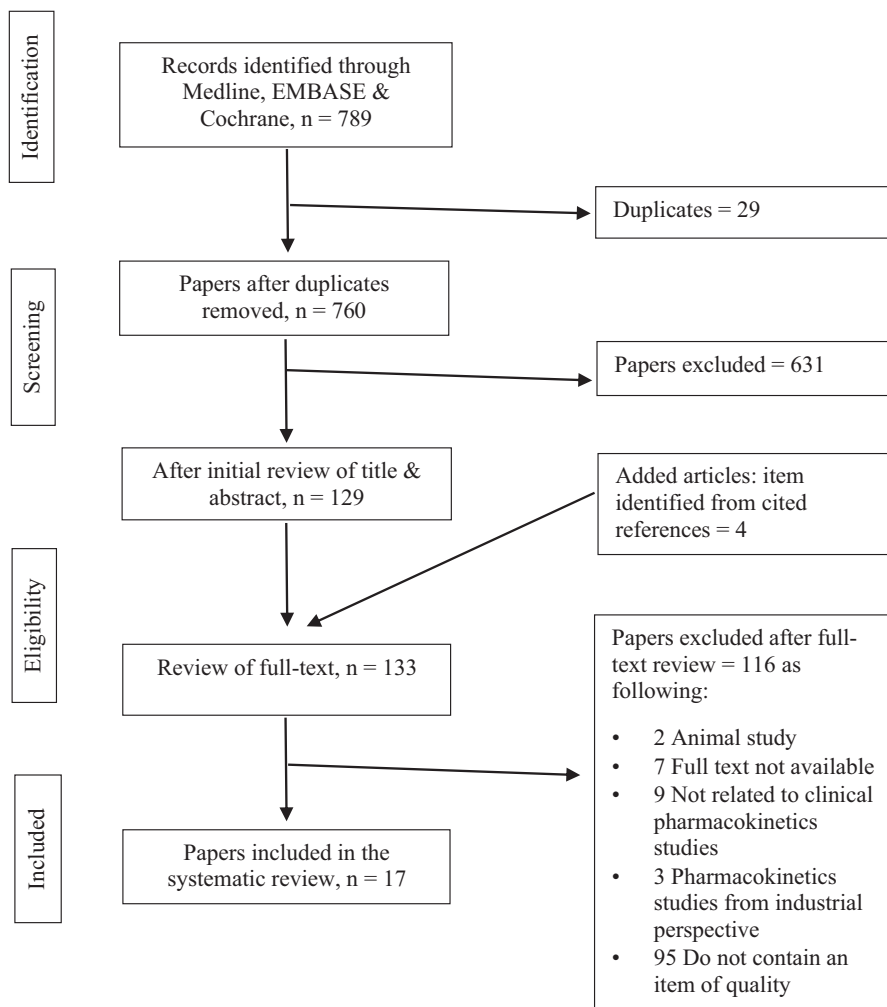 Identification
Records identified through
Medline, EMBASE &
Cochrane, n = 789
Duplicates = 29
Screening
Papers after duplicates
removed, n = 760
Papers excluded = 631
After initial review of title &
abstract, n = 129
Added articles: item
identified from cited
references = 4
Eligibility
Review of full-text, n = 133
Papers excluded after full-
text review = 116 as
following:
• 2 Animal study
• 7 Full text not available
• 9 Not related to clinical
pharmacokinetics
studies
• 3 Pharmacokinetics
studies from industrial
perspective
• 95 Do not contain an
item of quality
Included
Papers included in the
systematic review, n = 17